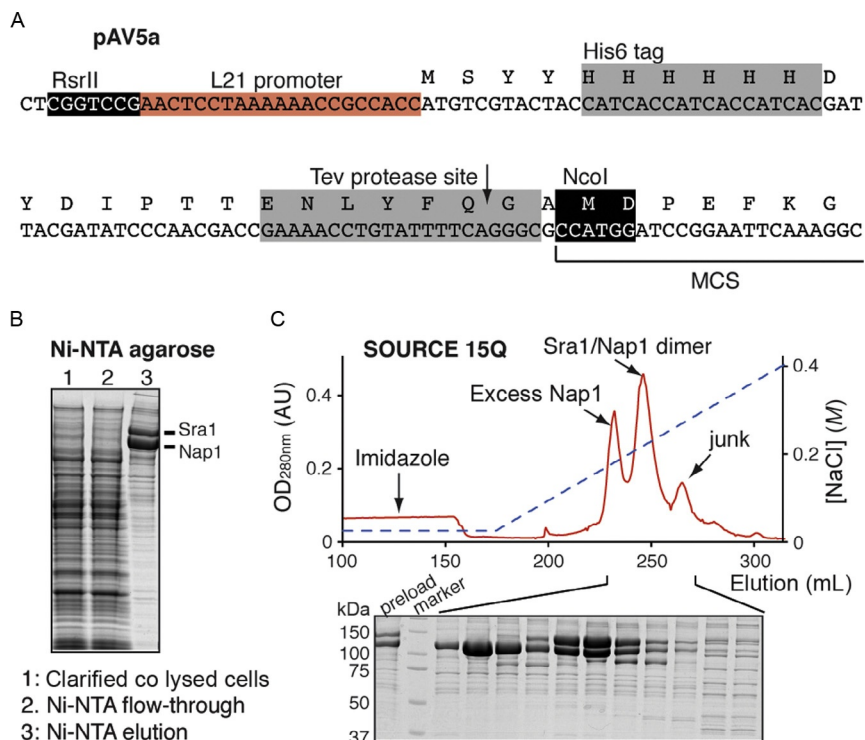 A
pAV5a
RsrII L21 promoter M S Y Y His6 tag H H H H H H D
CTCGGTCCGAACTCCTAAAAAACCGCCACCATGTCGTACTACCATCACCATCACCATCACGAT
Tev protease site NcoI
Y D I P T T E N L Y F Q G A M D P E F K G
TACGATATCCCAACGACCGAAAACCTGTATTTTCAGGGCGCCATGGATCCGGAATTCAAAGGC
MCS
B
Ni-NTA agarose
1 2 3
Sra1
Nap1
1: Clarified co lysed cells
2. Ni-NTA flow-through
3: Ni-NTA elution
C
SOURCE 15Q
Sra1/Nap1 dimer
Excess Nap1
Imidazole
junk
OD280nm (AU)
0.4
0.2
0
[NaCl] (M)
0.4
0.2
0
100 150 200 250 300
Elution (mL)
preload
marker
kDa
150
100
75
50
37